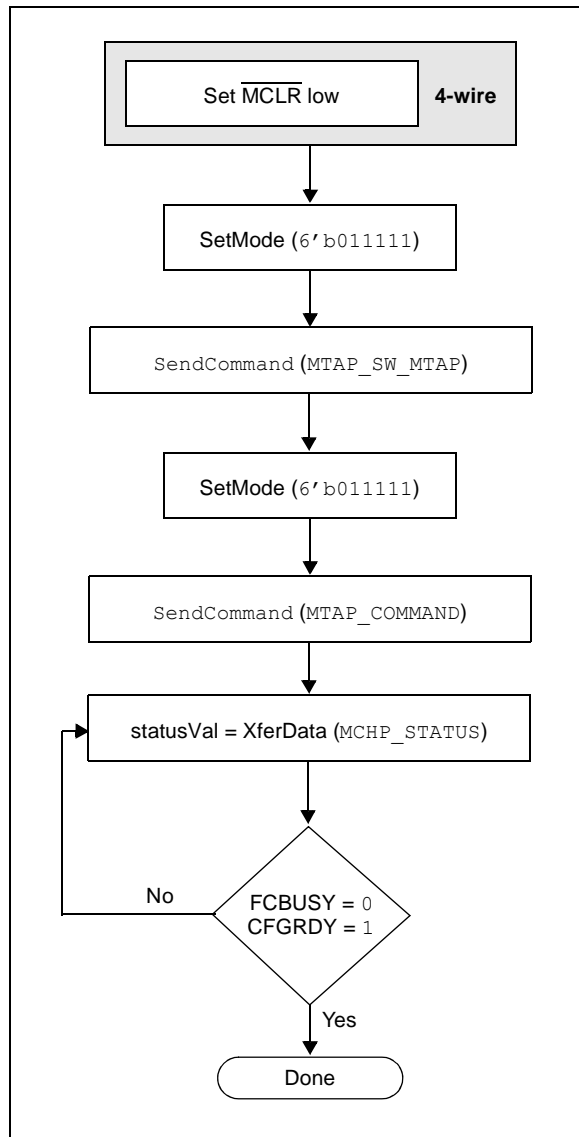 Set M̅C̅L̅R̅ low
4-wire
SetMode (6’b011111)
SendCommand (MTAP_SW_MTAP)
SetMode (6’b011111)
SendCommand (MTAP_COMMAND)
statusVal = XferData (MCHP_STATUS)
No
FCBUSY = 0
CFGRDY = 1
Yes
Done